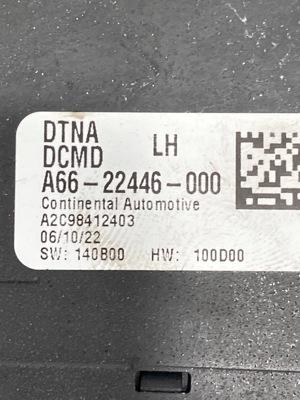 DTNA
DCMD LH
A66-22446-000
Continental Automotive
A2C98412403
06/10/22
SW: 140B00 HW: 100D00